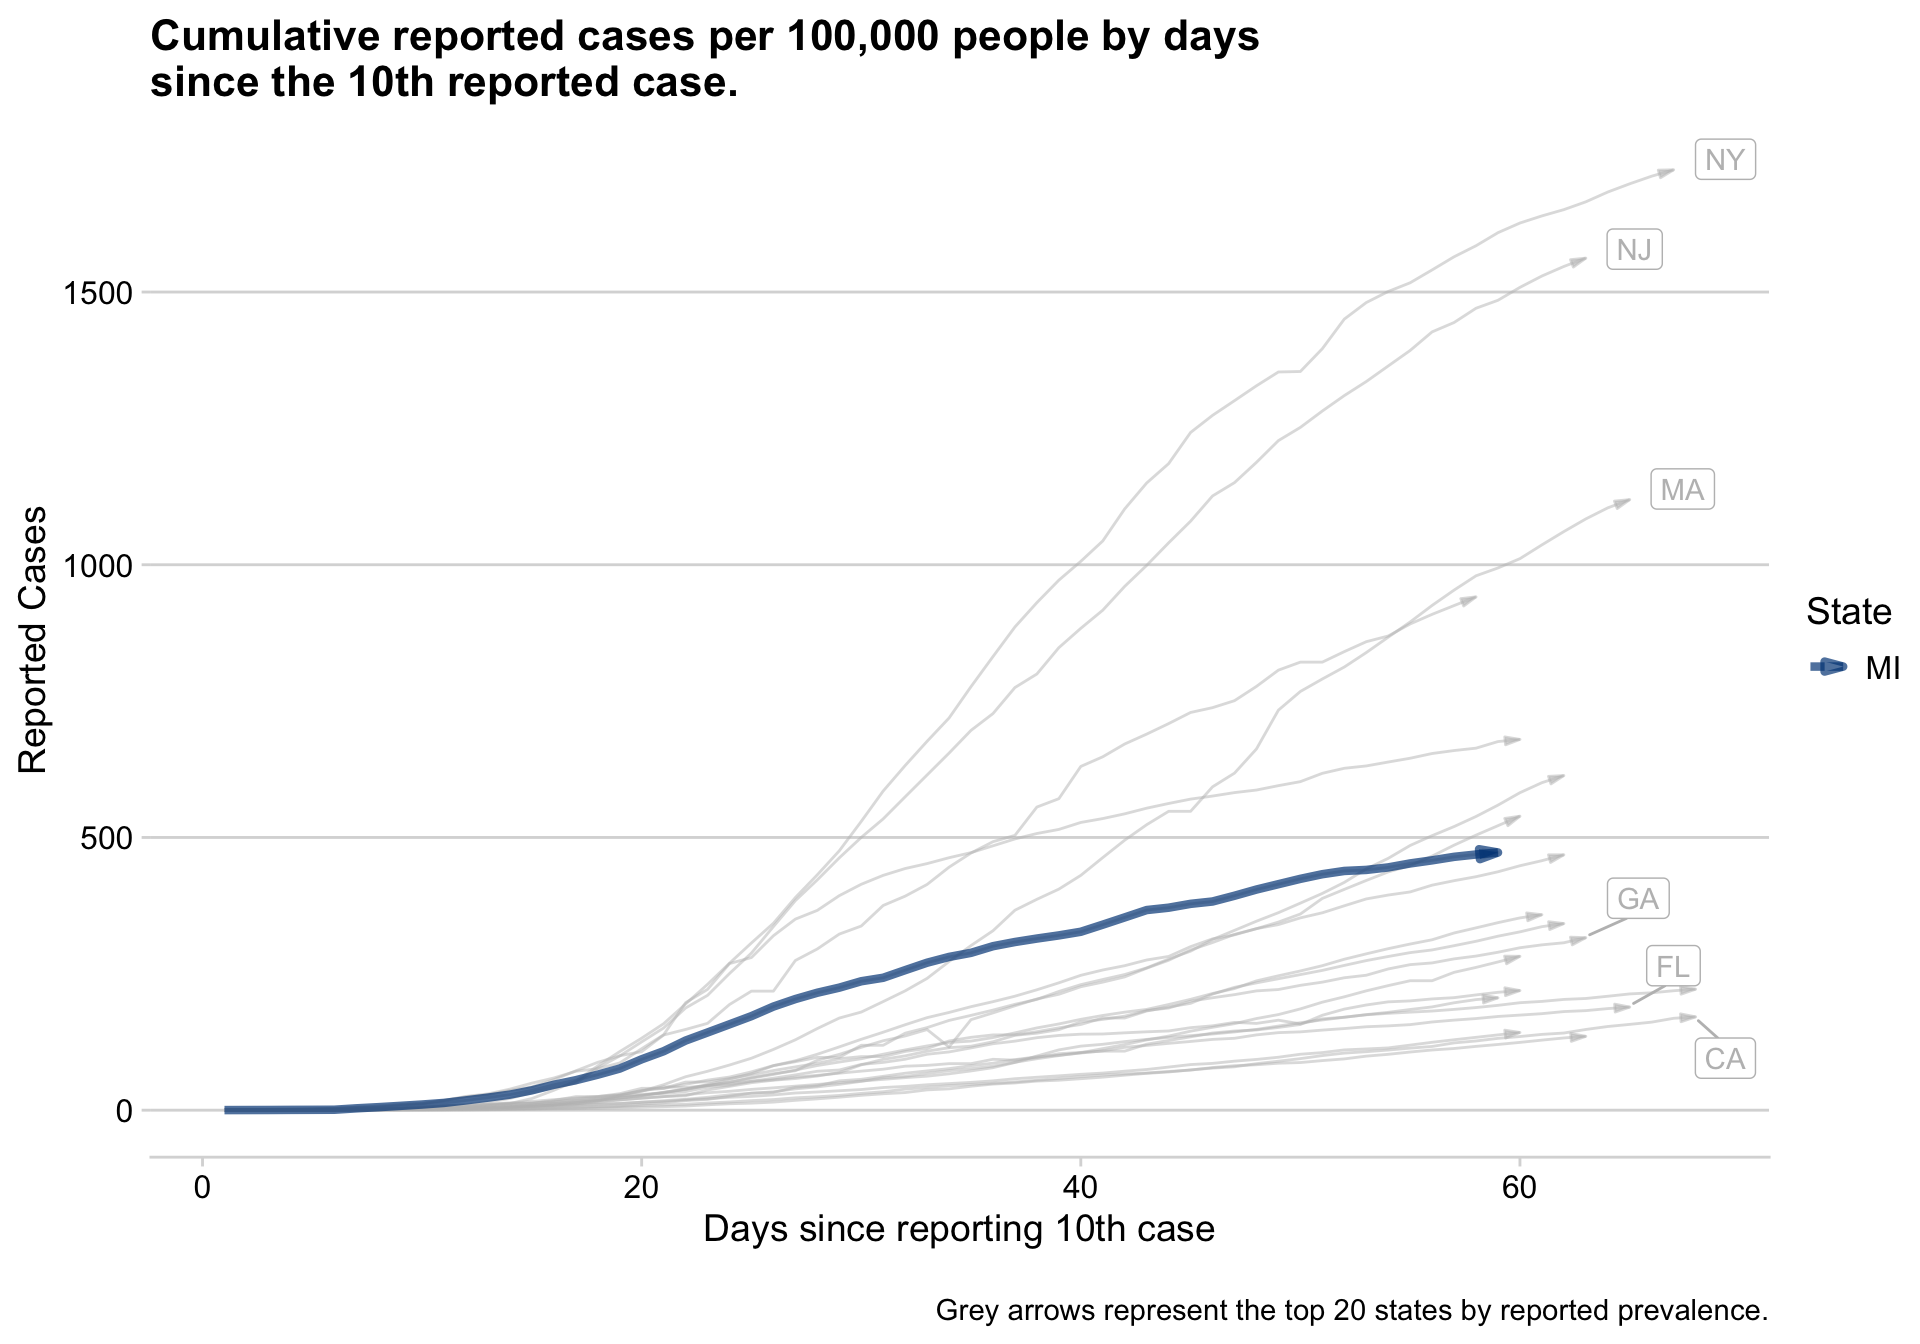 Cumulative reported cases per 100,000 people by days
since the 10th reported case.
NY
NJ
1500
MA
1000
Reported Cases
State
MI
500
GA
FL
CA
0
0
20
40
60
Days since reporting 10th case
Grey arrows represent the top 20 states by reported prevalence.